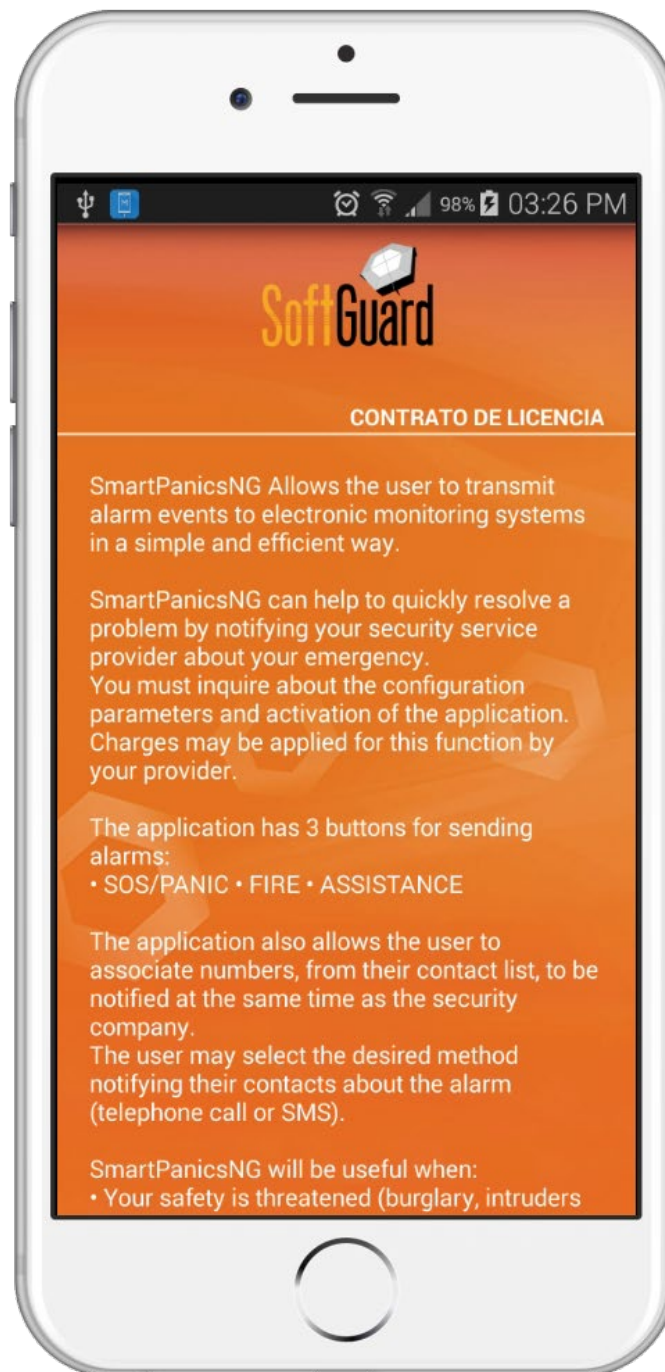 98% 03:26 PM
SoftGuard
CONTRATO DE LICENCIA
SmartPanicsNG Allows the user to transmit
alarm events to electronic monitoring systems
in a simple and efficient way.
SmartPanicsNG can help to quickly resolve a
problem by notifying your security service
provider about your emergency.
You must inquire about the configuration
parameters and activation of the application.
Charges may be applied for this function by
your provider.
The application has 3 buttons for sending
alarms:
• SOS/PANIC • FIRE • ASSISTANCE
The application also allows the user to
associate numbers, from their contact list, to be
notified at the same time as the security
company.
The user may select the desired method
notifying their contacts about the alarm
(telephone call or SMS).
SmartPanicsNG will be useful when:
• Your safety is threatened (burglary, intruders